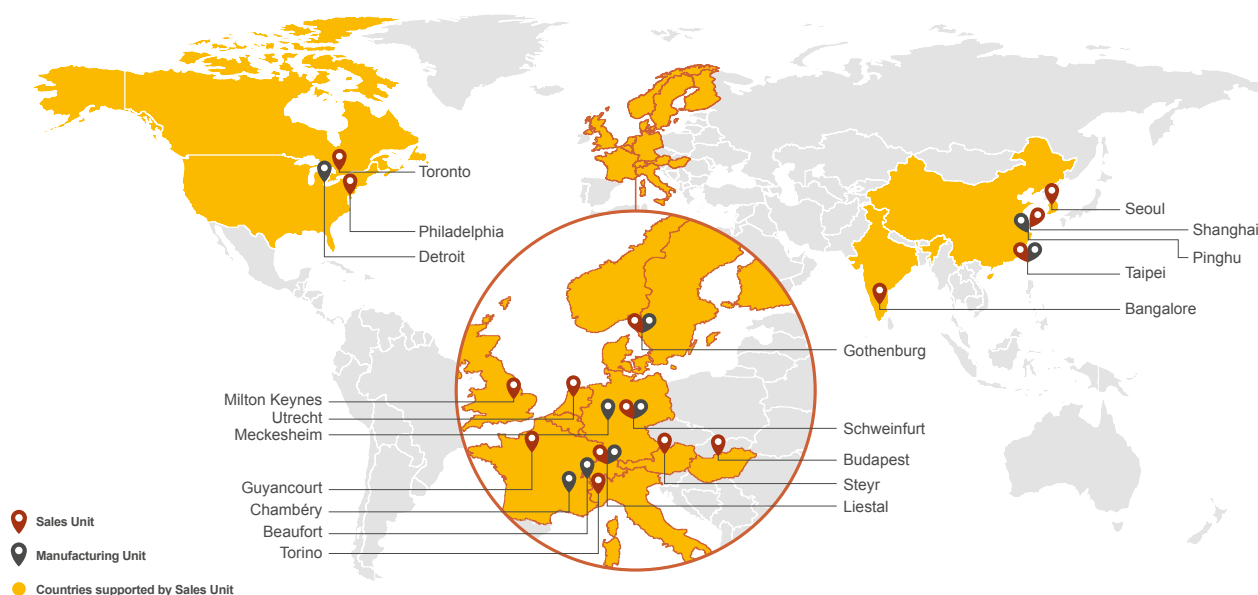 Toronto
Philadelphia
Detroit
Seoul
Shanghai
Pinghu
Taipei
Bangalore
Gothenburg
Milton Keynes
Utrecht
Meckesheim
Schweinfurt
Budapest
Steyr
Liestal
Guyancourt
Chambéry
Beaufort
Torino
Sales Unit
Manufacturing Unit
Countries supported by Sales Unit